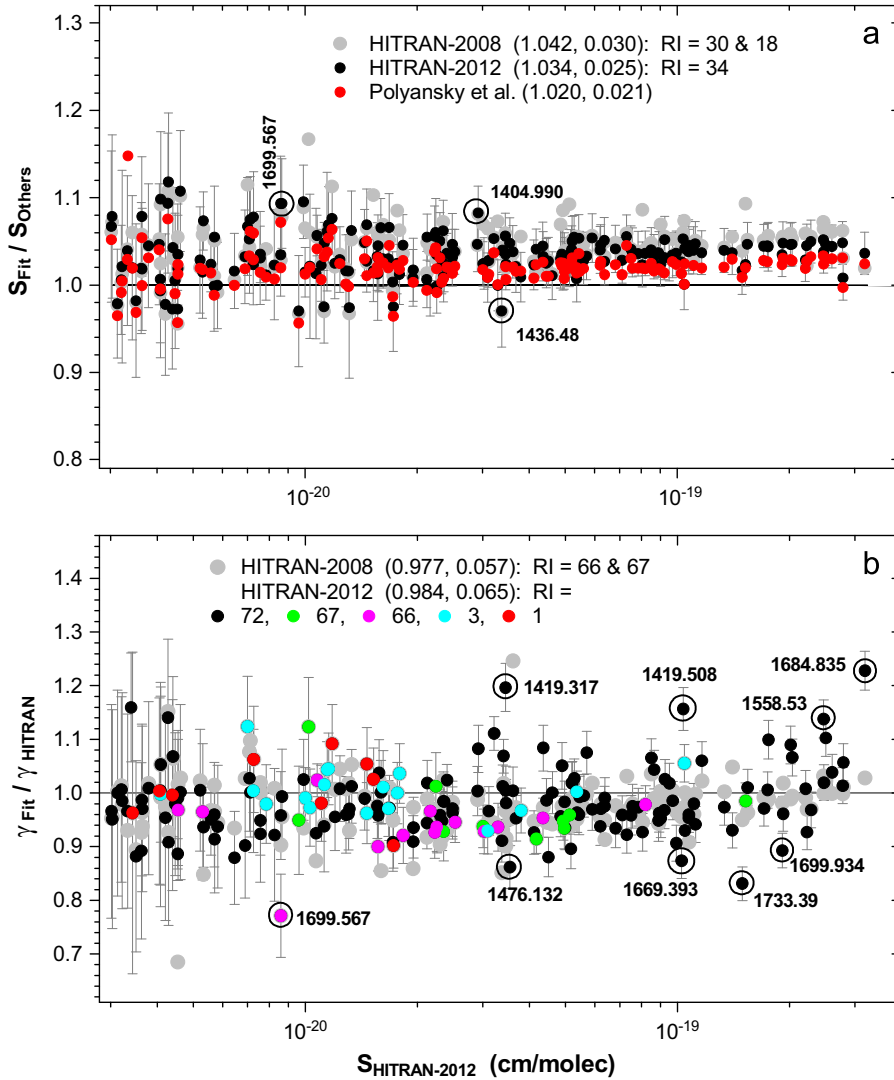 1.3
a
HITRAN-2008 (1.042, 0.030): RI = 30 & 18
HITRAN-2012 (1.034, 0.025): RI = 34
Polyansky et al. (1.020, 0.021)
1.2
1699.567
1404.990
1.1
S Fit / S Others
1.0
1436.48
0.9
0.8
10-20
10-19
b
HITRAN-2008 (0.977, 0.057): RI = 66 & 67
HITRAN-2012 (0.984, 0.065): RI =
1.4
72, 67, 66, 3, 1
1.3
1684.835
1419.508
1419.317
1558.53
1.2
1.1
γ Fit / γ HITRAN
1.0
0.9
1476.132
1669.393
1699.934
1733.39
0.8
1699.567
0.7
10-20
10-19
S HITRAN-2012 (cm/molec)